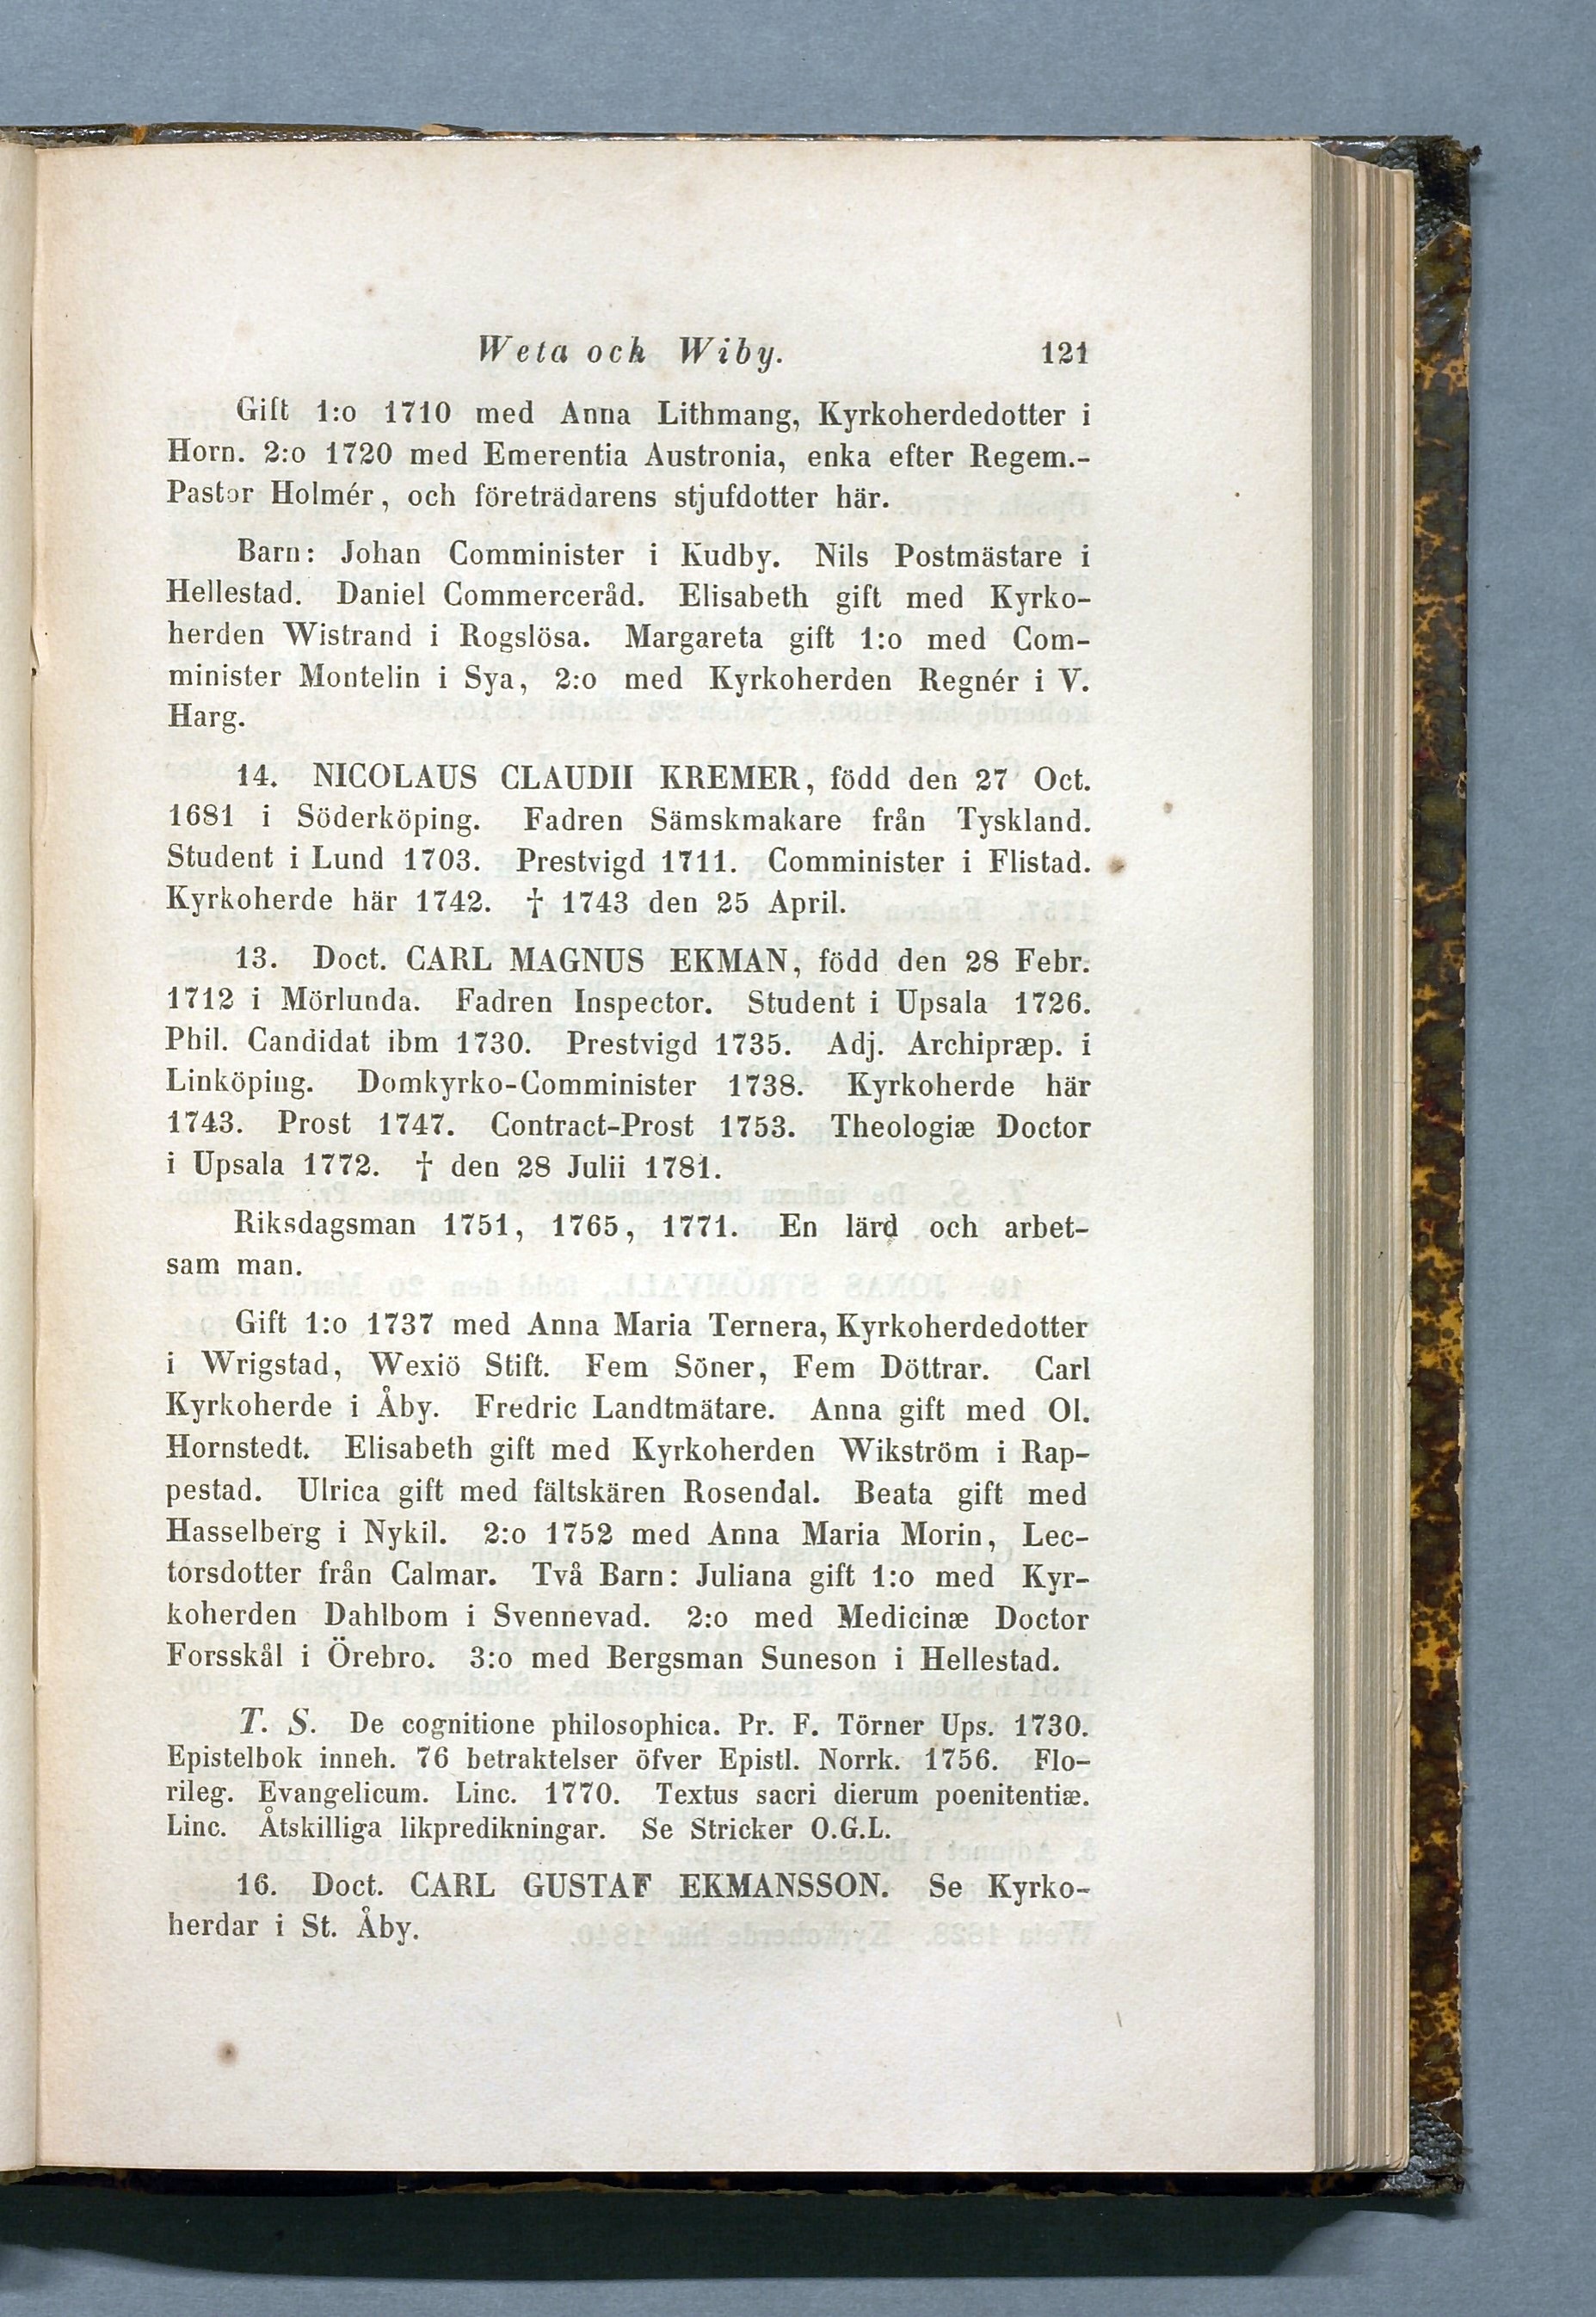 Weta och Wiby. 121
Gift 1:o 1710 med Anna Lithmang, Kyrkoherdedotter i
Horn. 2:o 1720 med Emerentia Austronia, enka efter Regem.-
Pastor Holmér, och företrädarens stjufdotter här.
Barn: Johan Comminister i Kudby. Nils Postmästare i
Hellestad. Daniel Commerceråd. Elisabeth gift med Kyrko-
herden Wistrand i Rogslösa. Margareta gift 1:o med Com-
minister Montelin i Sya, 2:o med Kyrkoherden Regnér i V.
Harg.
14. NICOLAUS CLAUDII KREMER, född den 27 Oct.
1681 i Söderköping. Fadren Sämskmakare från Tyskland.
Student i Lund 1703. Prestvigd 1711. Comminister i Flistad.
Kyrkoherde här 1742. † 1743 den 25 April.
13. Doct. CARL MAGNUS EKMAN, född den 28 Febr.
1712 i Mörlunda. Fadren Inspector. Student i Upsala 1726.
Phil. Candidat ibm 1730. Prestvigd 1735. Adj. Archipræp. i
Linköping. Domkyrko-Comminister 1738. Kyrkoherde här
1743. Prost 1747. Contract-Prost 1753. Theologiæ Doctor
i Upsala 1772. † den 28 Julii 1781.
Riksdagsman 1751, 1765, 1771. En lärd och arbet-
sam man.
Gift 1:o 1737 med Anna Maria Ternera, Kyrkoherdedotter
i Wrigstad, Wexiö Stift. Fem Söner, Fem Döttrar. Carl
Kyrkoherde i Åby. Fredric Landtmätare. Anna gift med Ol.
Hornstedt. Elisabeth gift med Kyrkoherden Wikström i Rap-
pestad. Ulrica gift med fältskären Rosendal. Beata gift med
Hasselberg i Nykil. 2:o 1752 med Anna Maria Morin, Lec-
torsdotter från Calmar. Två Barn: Juliana gift 1:o med Kyr-
koherden Dahlbom i Svennevad. 2:o med Medicinæ Doctor
Forsskål i Örebro. 3:o med Bergsman Suneson i Hellestad.
T. S. De cognitione philosophica. Pr. F. Törner Ups. 1730.
Epistelbok inneh. 76 betraktelser öfver Epistl. Norrk. 1756. Flo-
rileg. Evangelicum. Linc. 1770. Textus sacri dierum poenitentiæ.
Linc. Åtskilliga likpredikningar. Se Stricker O.G.L.
16. Doct. CARL GUSTAF EKMANSSON. Se Kyrko-
herdar i St. Åby.